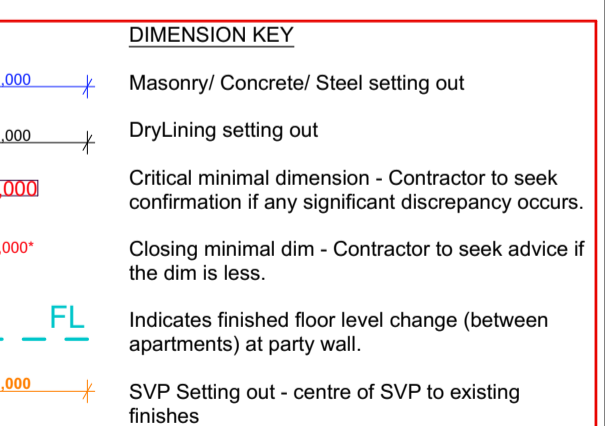 DIMENSION KEY
,000
Masonry/ Concrete/ Steel setting out
,000
DryLining setting out
,000
Critical minimal dimension - Contractor to seek
confirmation if any significant discrepancy occurs.
,000*
Closing minimal dim - Contractor to seek advice if
the dim is less.
FL
Indicates finished floor level change (between
apartments) at party wall.
,000
SVP Setting out - centre of SVP to existing
finishes